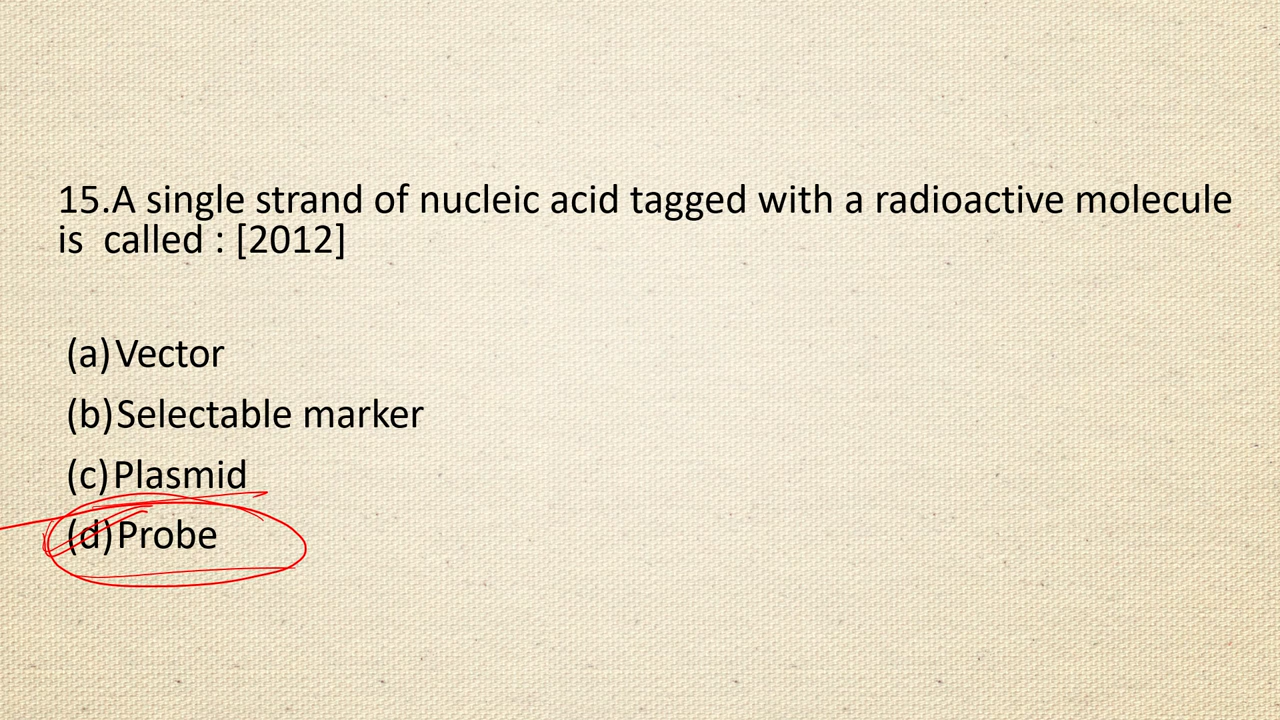 15.A single strand of nucleic acid tagged with a radioactive molecule
is called : [2012]
(a) Vector
(b) Selectable marker
(c) Plasmid
(d) Probe